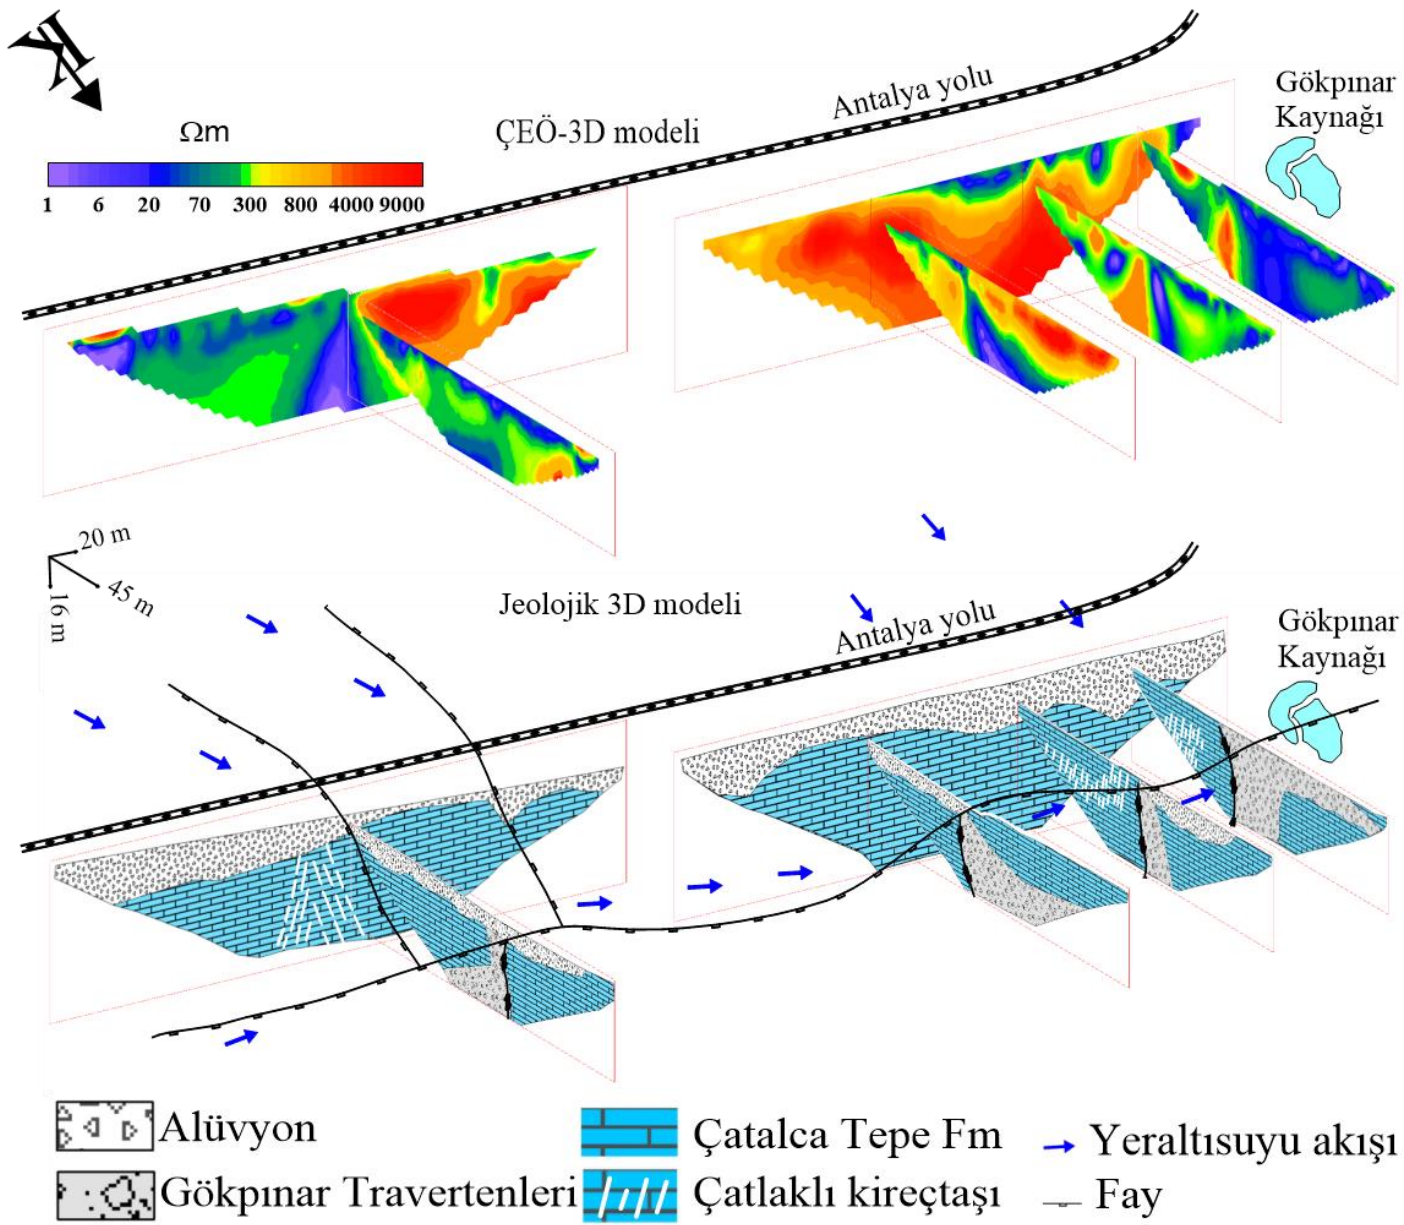 K
Ωm
1 6 20 70 300 800 4000 9000
ÇEÖ-3D modeli
Antalya yolu
Gökpınar
Kaynağı
20 m
45 m
16 m
Jeolojik 3D modeli
Antalya yolu
Gökpınar
Kaynağı
Alüvyon
Çatalca Tepe Fm
Yeraltısuyu akışı
Gökpınar Travertenleri
Çatlaklı kireçtaşı
Fay